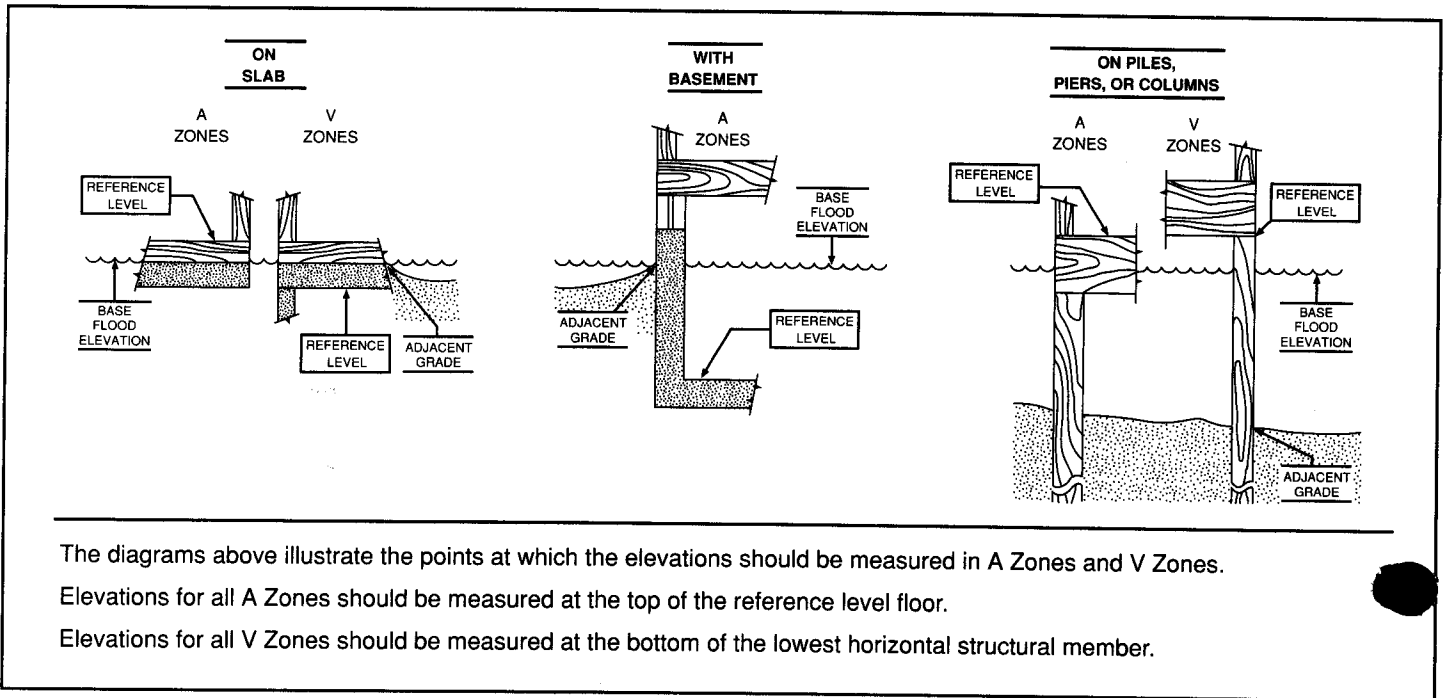 ON
SLAB
A
ZONES
V
ZONES
REFERENCE
LEVEL
BASE
FLOOD
ELEVATION
REFERENCE
LEVEL
ADJACENT
GRADE
WITH
BASEMENT
A
ZONES
BASE
FLOOD
ELEVATION
ADJACENT
GRADE
REFERENCE
LEVEL
ON PILES,
PIERS, OR COLUMNS
A
ZONES
V
ZONES
REFERENCE
LEVEL
REFERENCE
LEVEL
BASE
FLOOD
ELEVATION
ADJACENT
GRADE
The diagrams above illustrate the points at which the elevations should be measured in A Zones and V Zones.
Elevations for all A Zones should be measured at the top of the reference level floor.
Elevations for all V Zones should be measured at the bottom of the lowest horizontal structural member.